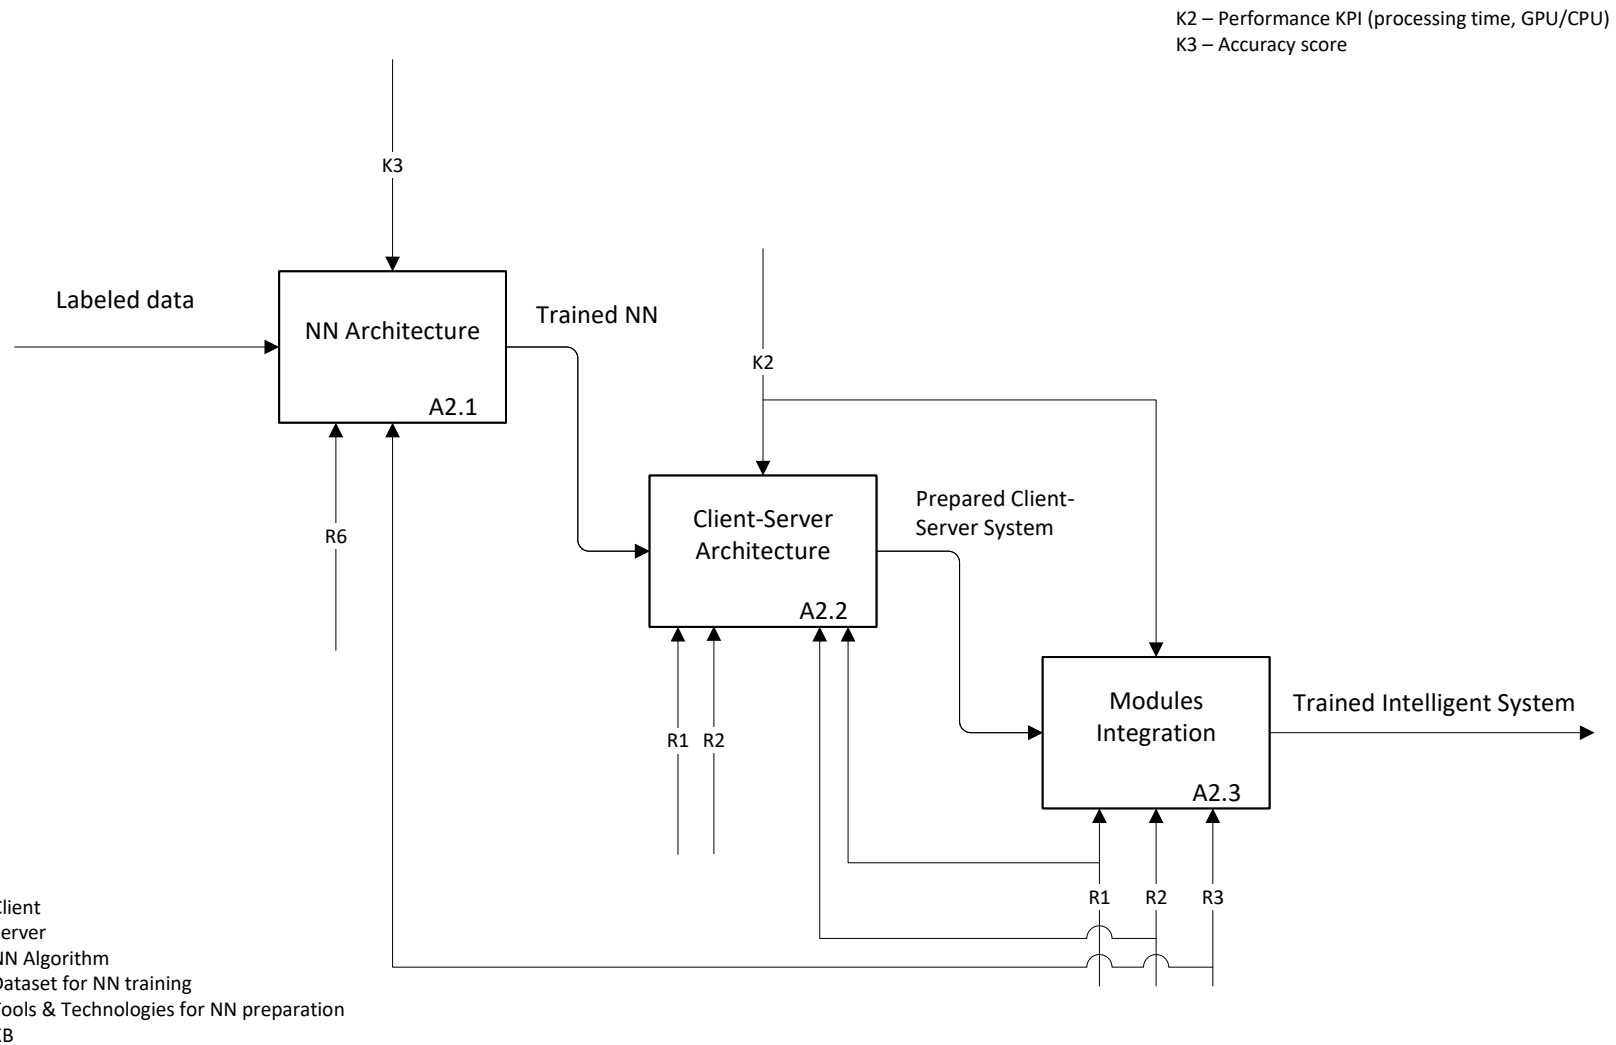 K2 – Performance KPI (processing time, GPU/CPU)
K3 – Accuracy score
K3
Labeled data
NN Architecture
A2.1
Trained NN
K2
R6
Client-Server
Architecture
A2.2
Prepared Client-
Server System
R1 R2
Modules
Integration
A2.3
Trained Intelligent System
R1 R2 R3
Client
erver
NN Algorithm
Dataset for NN training
Tools & Technologies for NN preparation